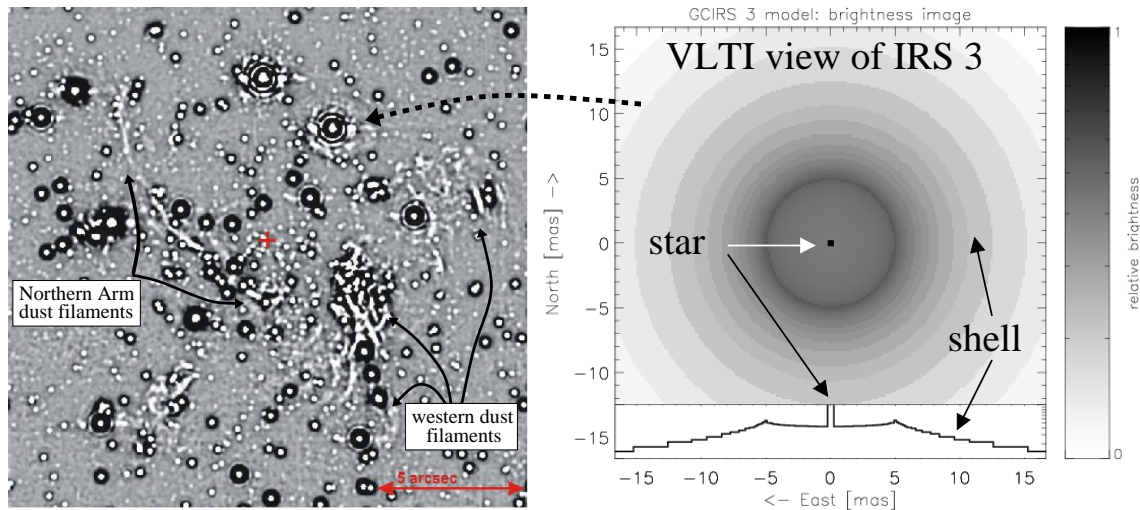 Northern Arm
dust filaments
western dust
filaments
5 arcsec
GCIRS 3 model: brightness image
VLTI view of IRS 3
star
shell
North [mas] −>
10
5
0
−5
−10
−15
−15
−10
−5
0
5
10
15
<− East [mas]
1
0
relative brightness